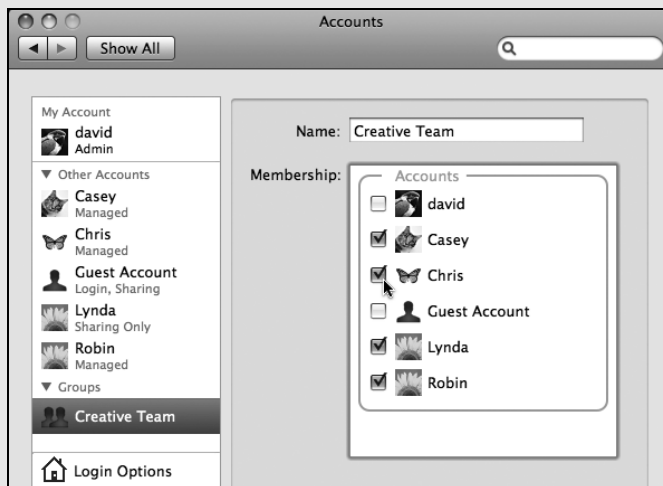 Accounts
Show All
My Account
david
Admin
Other Accounts
Casey
Managed
Chris
Managed
Guest Account
Login, Sharing
Lynda
Sharing Only
Robin
Managed
Groups
Creative Team
Login Options
Name: Creative Team
Membership:
Accounts
david
Casey
Chris
Guest Account
Lynda
Robin